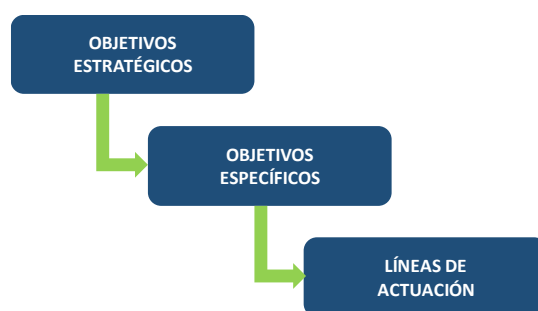 OBJETIVOS
ESTRATÉGICOS
OBJETIVOS
ESPECÍFICOS
LÍNEAS DE
ACTUACIÓN